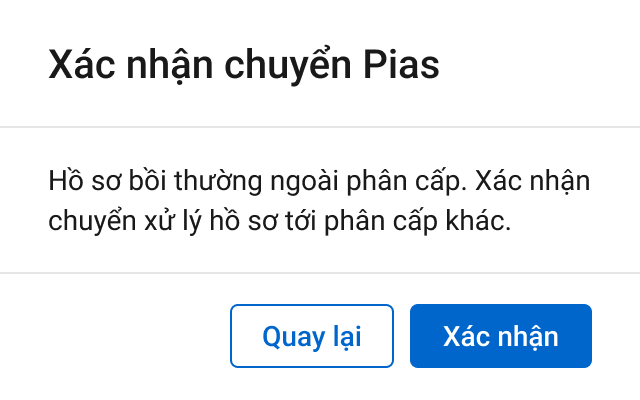 Xác nhận chuyển Pias
Hồ sơ bồi thường ngoài phân cấp. Xác nhận
chuyển xử lý hồ sơ tới phân cấp khác.
Quay lại
Xác nhận